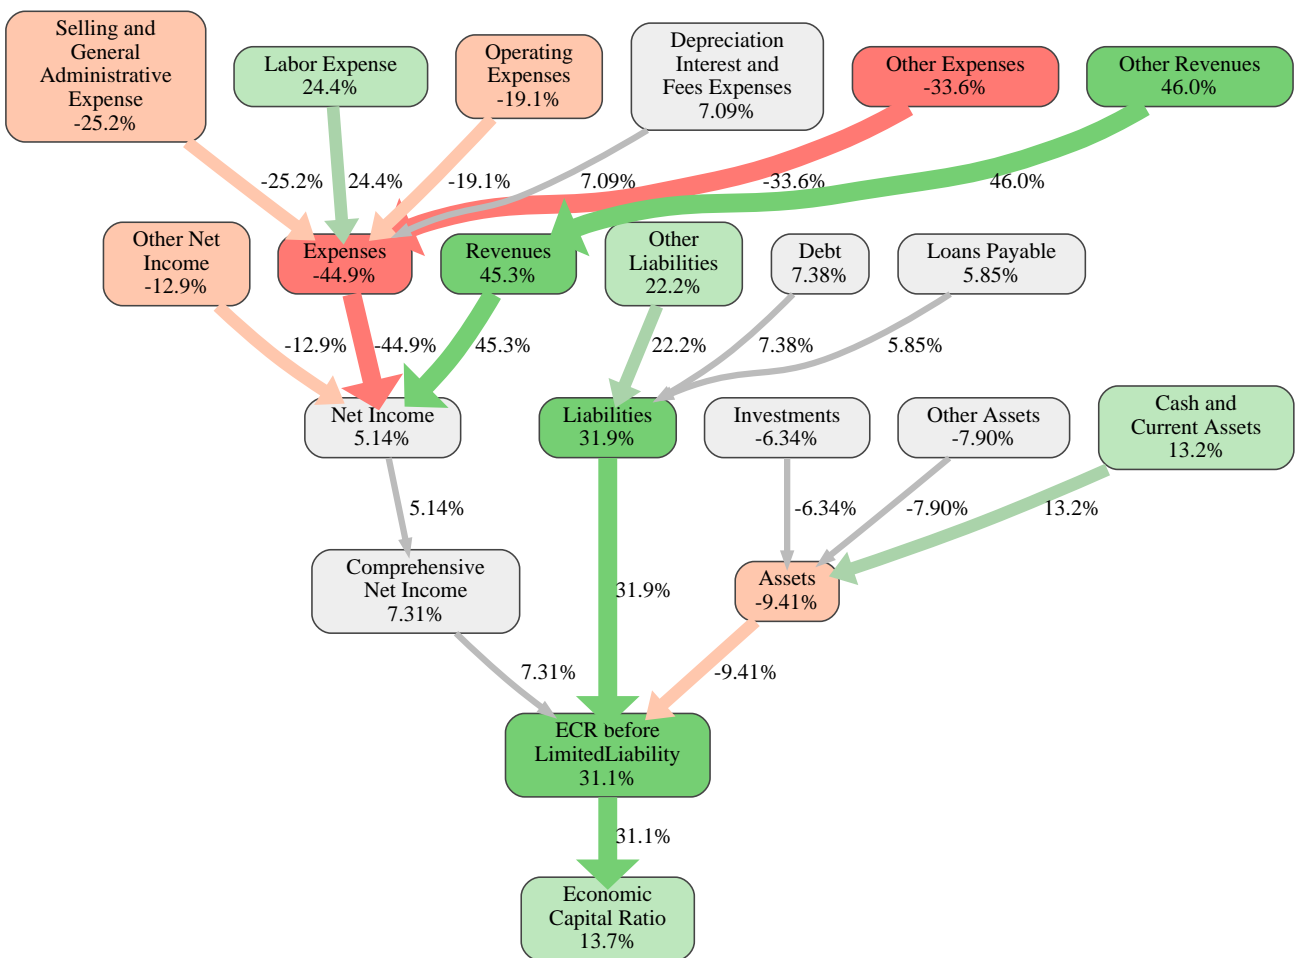 Selling and
General
Administrative
Expense
-25.2%
Labor Expense
24.4%
Operating
Expenses
-19.1%
Depreciation
Interest and
Fees Expenses
7.09%
Other Expenses
-33.6%
Other Revenues
46.0%
-25.2%
24.4%
-19.1%
7.09%
-33.6%
46.0%
Other Net
Income
-12.9%
Expenses
-44.9%
Revenues
45.3%
Other
Liabilities
22.2%
Debt
7.38%
Loans Payable
5.85%
-12.9%
-44.9%
45.3%
22.2%
7.38%
5.85%
Net Income
5.14%
Liabilities
31.9%
Investments
-6.34%
Other Assets
-7.90%
Cash and
Current Assets
13.2%
5.14%
-6.34%
-7.90%
13.2%
Comprehensive
Net Income
7.31%
31.9%
Assets
-9.41%
7.31%
-9.41%
ECR before
LimitedLiability
31.1%
31.1%
Economic
Capital Ratio
13.7%